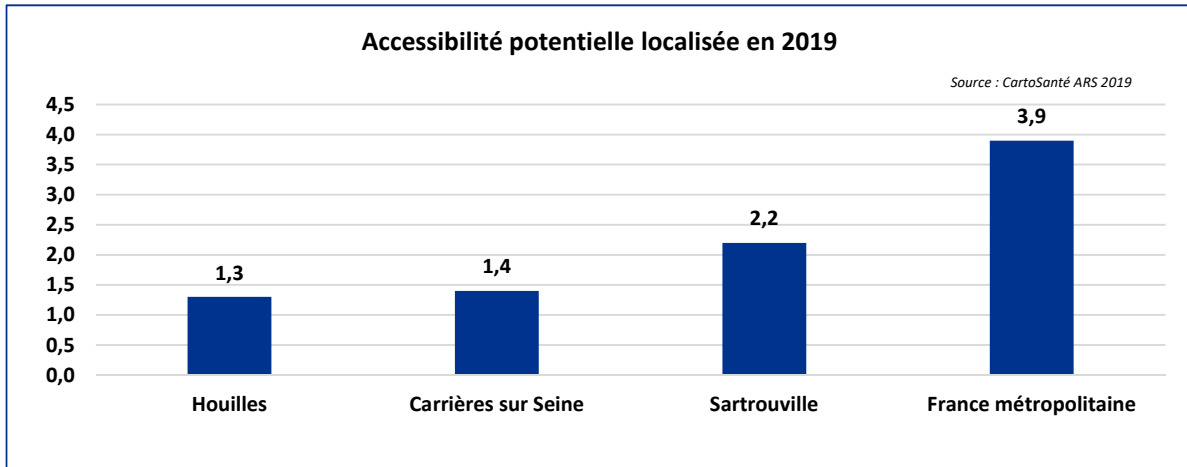 Accessibilité potentielle localisée en 2019
Source : CartoSanté ARS 2019
4,5
4,0
3,5
3,0
2,5
2,0
1,5
1,0
0,5
0,0
1,3
1,4
2,2
3,9
Houilles
Carrières sur Seine
Sartrouville
France métropolitaine